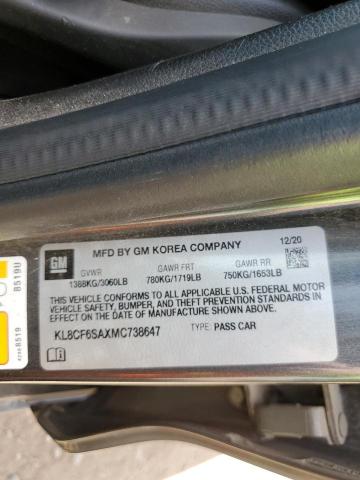 GM
MFD BY GM KOREA COMPANY
12/20
GVWR GAWR FRT GAWR RR
1388KG/3060LB 780KG/1719LB 750KG/1653LB
THIS VEHICLE CONFORMS TO ALL APPLICABLE U.S. FEDERAL MOTOR
VEHICLE SAFETY, BUMPER, AND THEFT PREVENTION STANDARDS IN
EFFECT ON THE DATE OF MANUFACTURE SHOWN ABOVE.
KL8CF6SAXMC738647 TYPE: PASS CAR
B519U
B519